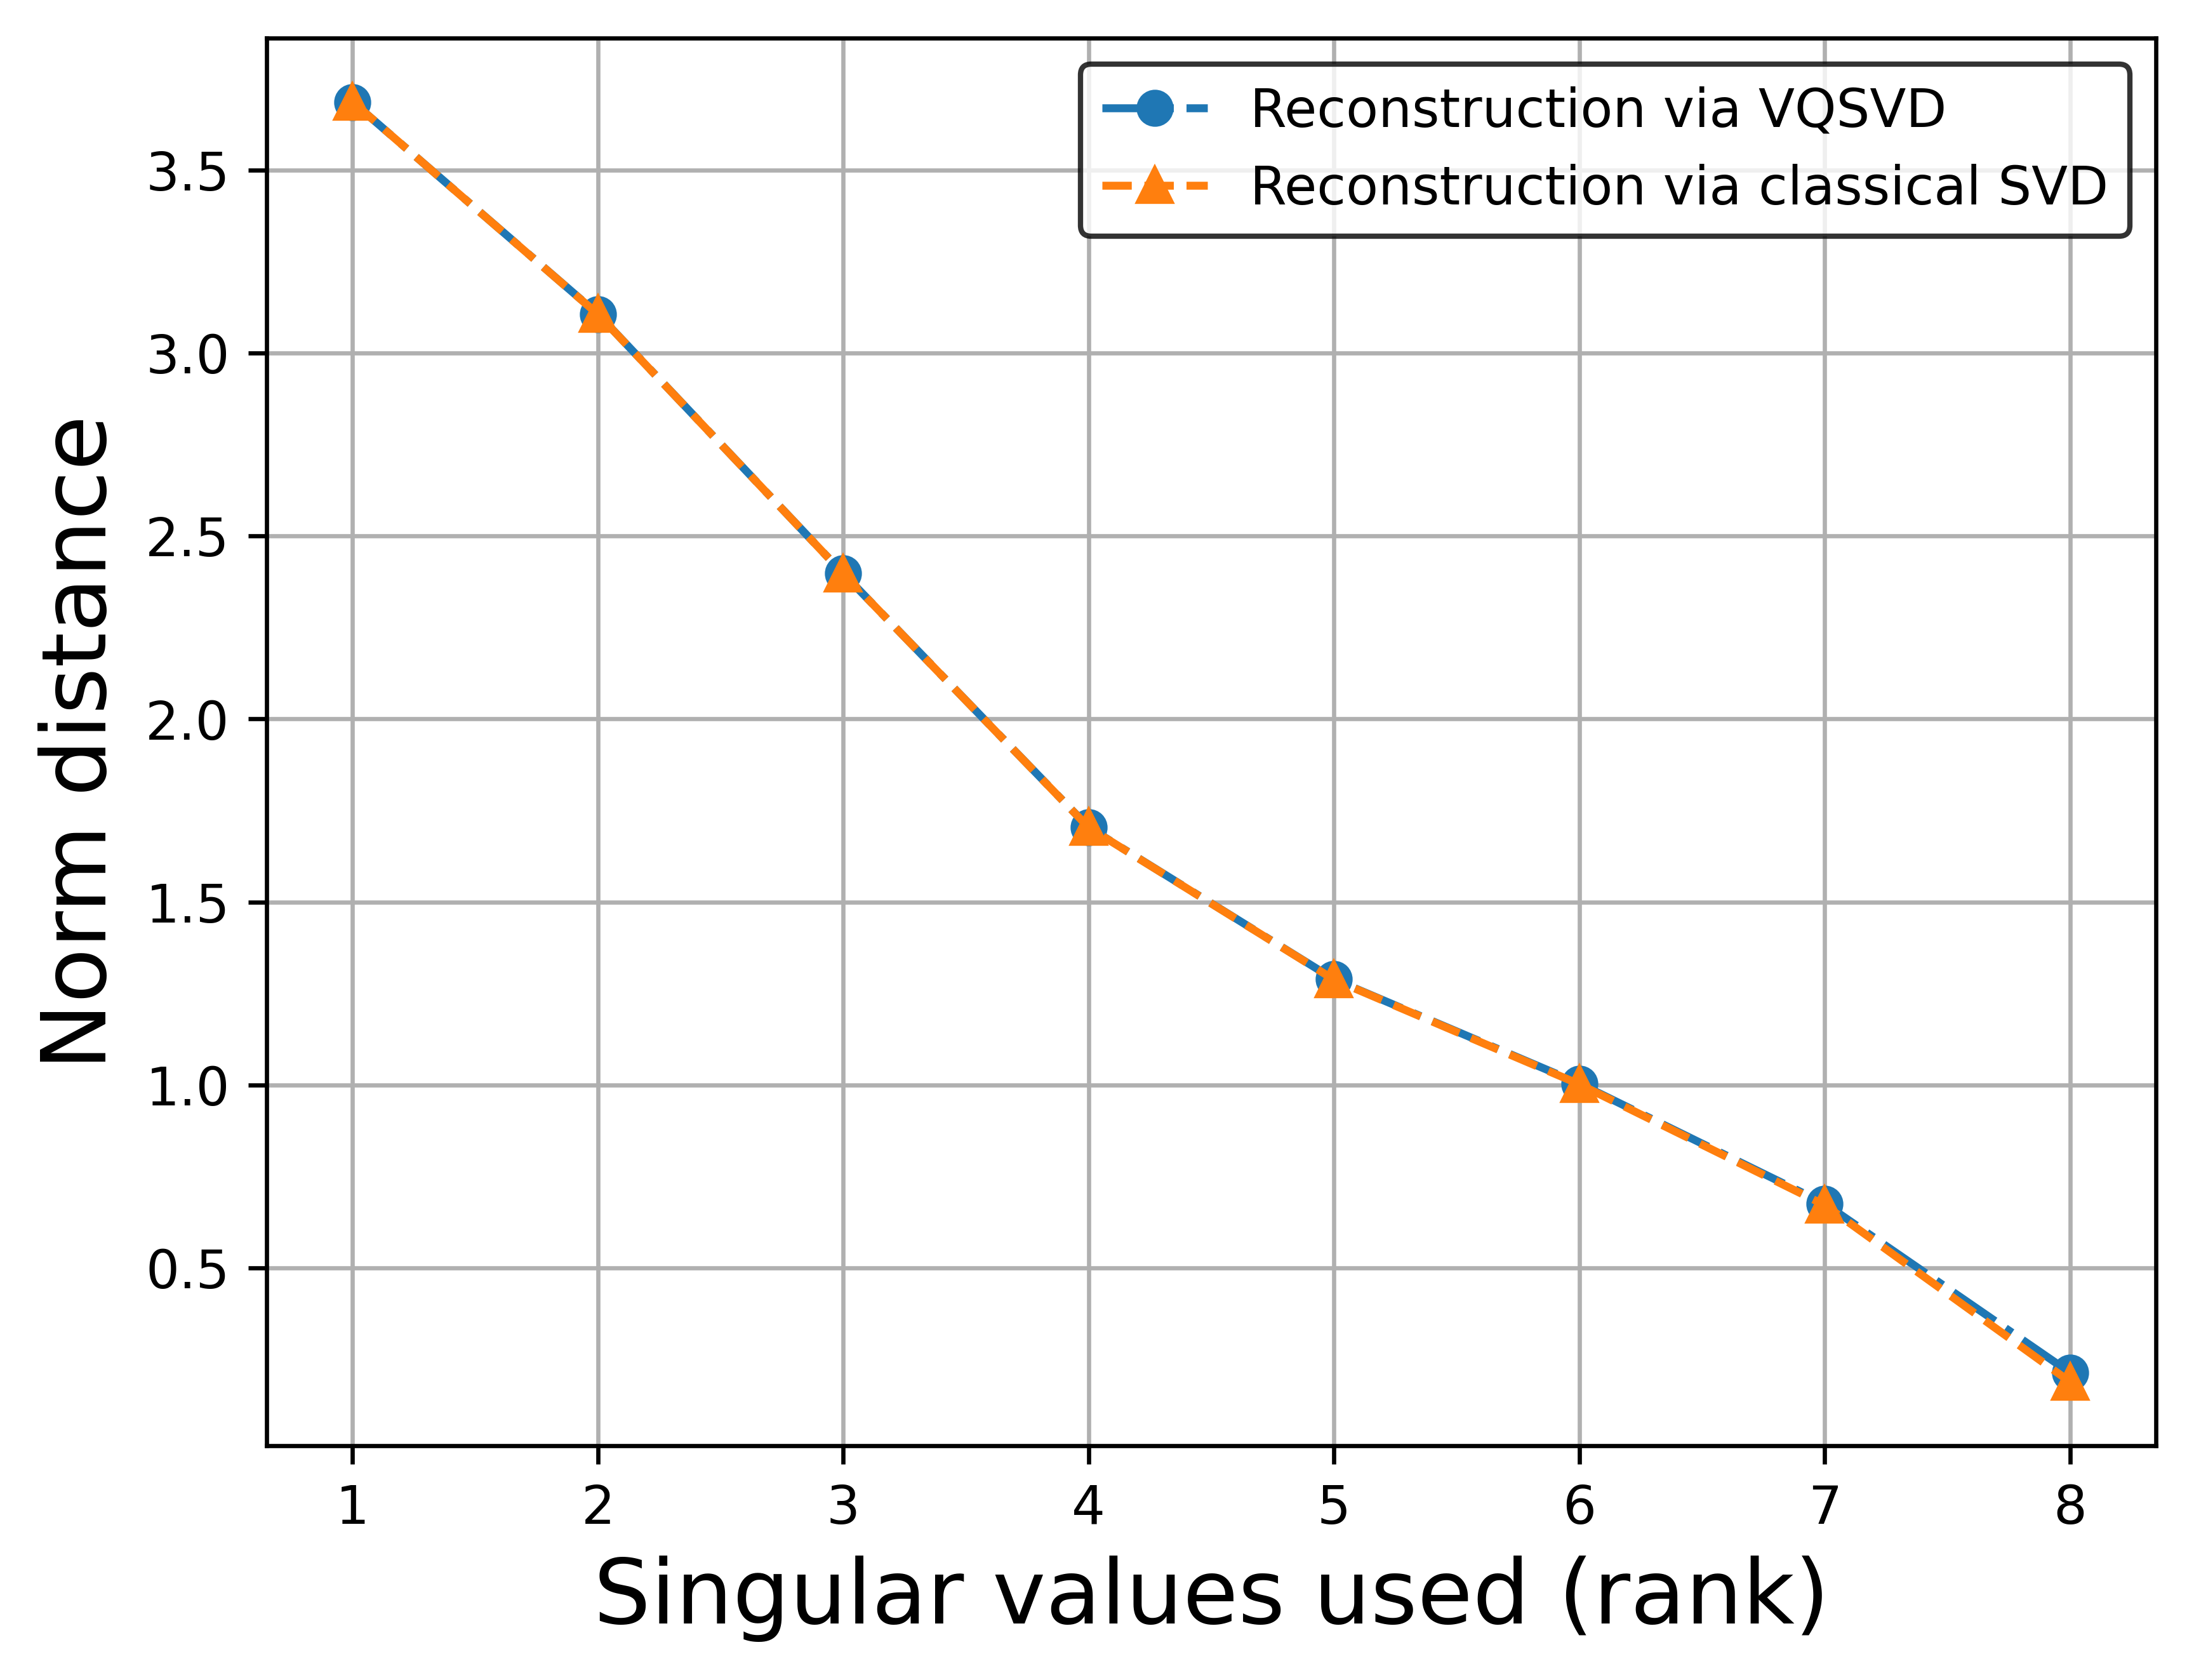 Reconstruction via VQSVD
Reconstruction via classical SVD
Norm distance
3.5
3.0
2.5
2.0
1.5
1.0
0.5
1 2 3 4 5 6 7 8
Singular values used (rank)